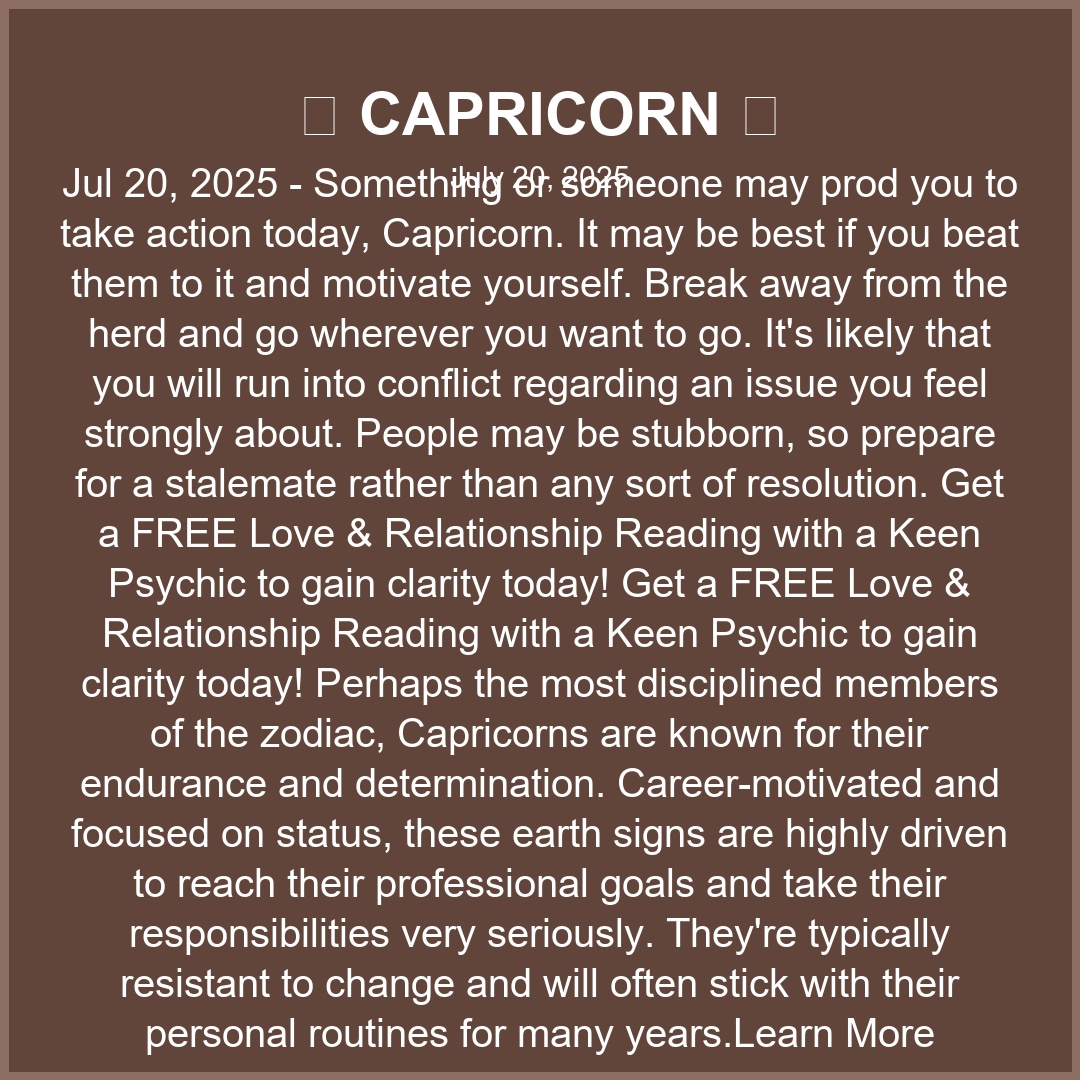 CAPRICORN
July 20, 2025
Jul 20, 2025 - Something or someone may prod you to
take action today, Capricorn. It may be best if you beat
them to it and motivate yourself. Break away from the
herd and go wherever you want to go. It's likely that
you will run into conflict regarding an issue you feel
strongly about. People may be stubborn, so prepare
for a stalemate rather than any sort of resolution. Get
a FREE Love & Relationship Reading with a Keen
Psychic to gain clarity today! Get a FREE Love &
Relationship Reading with a Keen Psychic to gain
clarity today! Perhaps the most disciplined members
of the zodiac, Capricorns are known for their
endurance and determination. Career-motivated and
focused on status, these earth signs are highly driven
to reach their professional goals and take their
responsibilities very seriously. They're typically
resistant to change and will often stick with their
personal routines for many years.Learn More